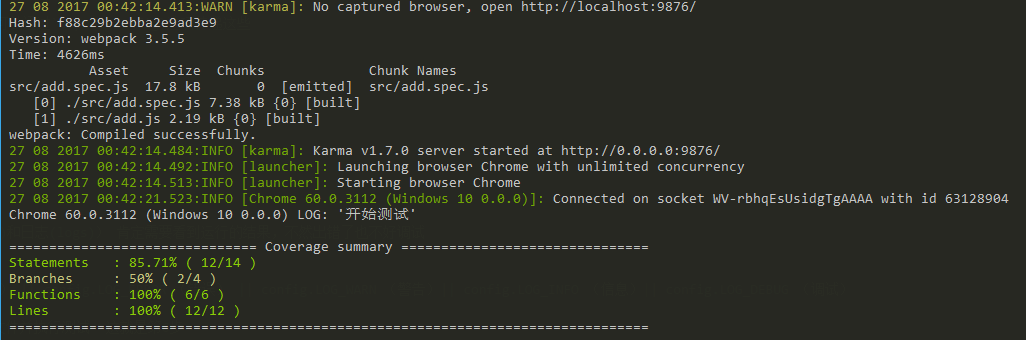 27 08 2017 00:42:14.413:WARN [karma]: No captured browser, open http://localhost:9876/
Hash: f88c29b2ebba2e9ad3e9
Version: webpack 3.5.5
Time: 4626ms
          Asset     Size  Chunks             Chunk Names
src/add.spec.js  17.8 kB       0  [emitted]  src/add.spec.js
   [0] ./src/add.spec.js 7.38 kB {0} [built]
   [1] ./src/add.js 2.19 kB {0} [built]
webpack: Compiled successfully.
27 08 2017 00:42:14.484:INFO [karma]: Karma v1.7.0 server started at http://0.0.0.0:9876/
27 08 2017 00:42:14.492:INFO [launcher]: Launching browser Chrome with unlimited concurrency
27 08 2017 00:42:14.513:INFO [launcher]: Starting browser Chrome
27 08 2017 00:42:21.523:INFO [Chrome 60.0.3112 (Windows 10 0.0.0)]: Connected on socket WV-rbhqEsUsidgTgAAAA with id 63128904
Chrome 60.0.3112 (Windows 10 0.0.0) LOG: '开始测试'
=============================== Coverage summary ===============================
Statements   : 85.71% ( 12/14 )
Branches     : 50% ( 2/4 )
Functions    : 100% ( 6/6 )
Lines        : 100% ( 12/12 )
================================================================================